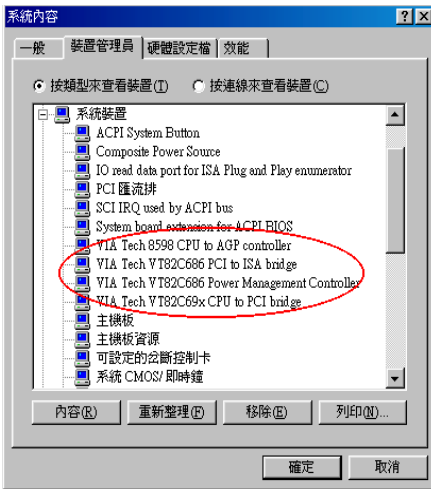 系統內容
一般 裝置管理員 硬體設定檔 效能
按類型來查看裝置(T) 按連線來查看裝置(C)
系統裝置
ACPI System Button
Composite Power Source
IO read data port for ISA Plug and Play enumerator
PCI 匯流排
SCI IRQ used by ACPI bus
System board extension for ACPI BIOS
VIA Tech 8598 CPU to AGP controller
VIA Tech VT82C686 PCI to ISA bridge
VIA Tech VT82C686 Power Management Controller
VIA Tech VT82C69x CPU to PCI bridge
主機板
主機板資源
可設定的岔斷控制卡
系統 CMOS/ 即時鐘
內容(R) 重新整理(F) 移除(E) 列印(N)...
確定 取消